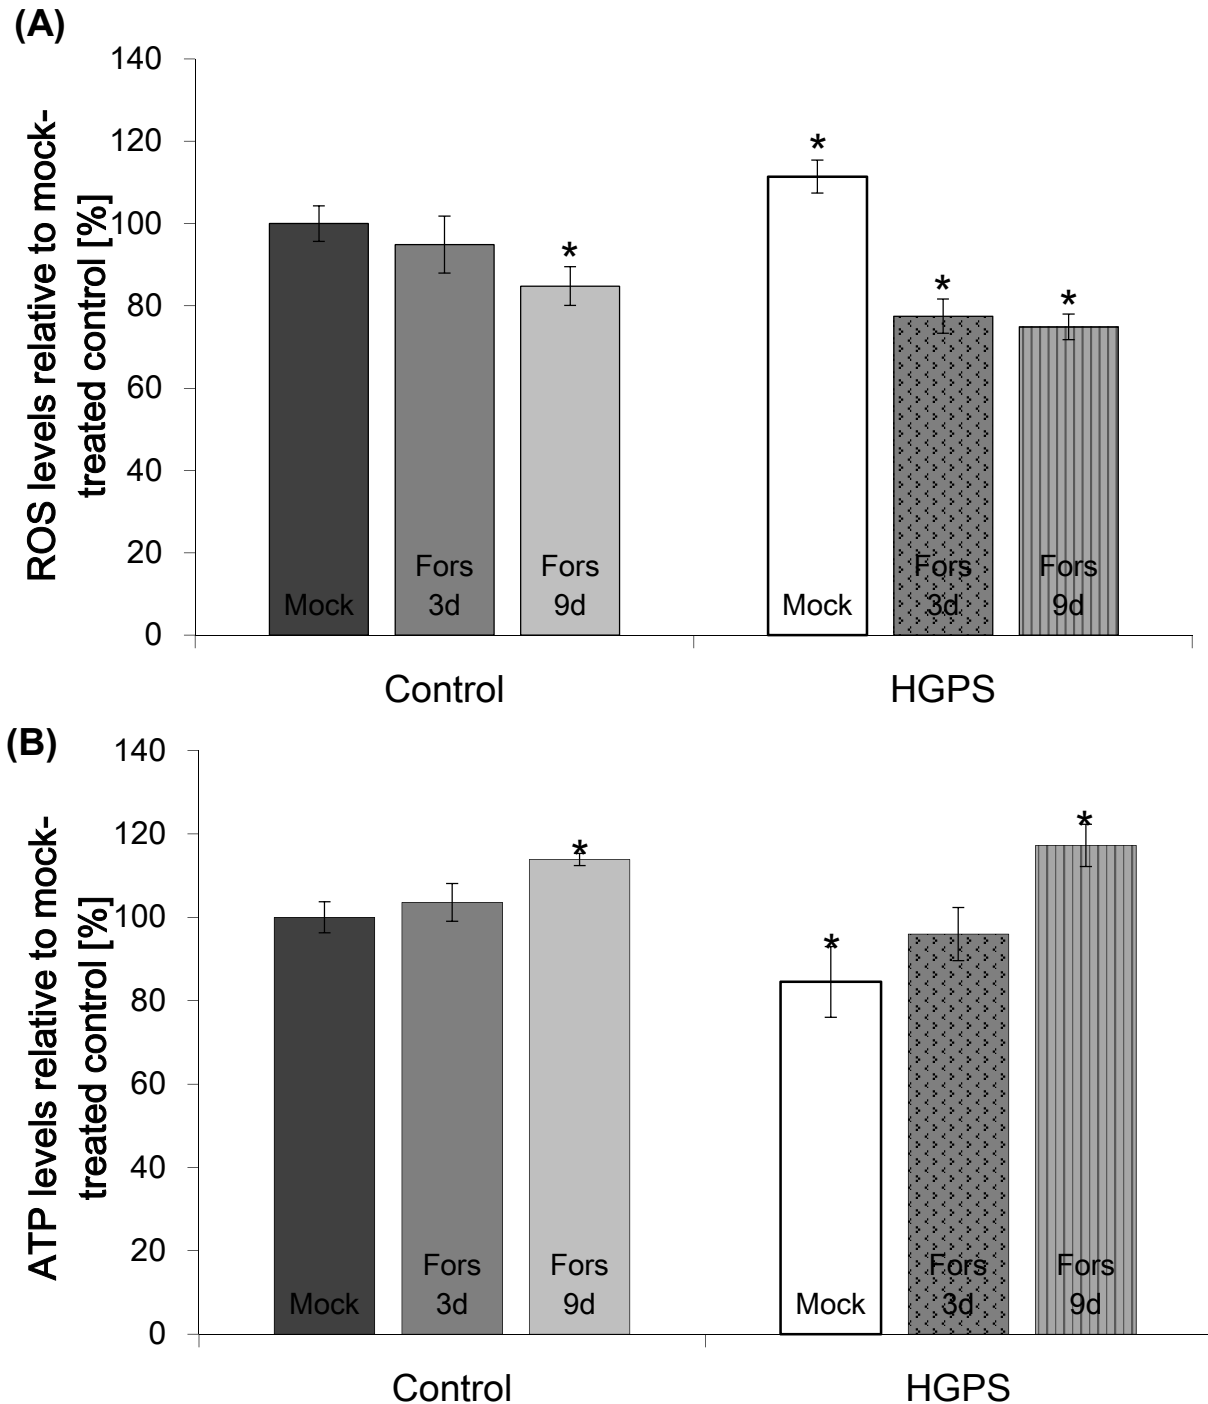 (A)
140
120
100
80
60
40
20
0
ROS levels relative to mock-
treated control [%]
*
*
*
*
Mock
Fors
3d
Fors
9d
Mock
Fors
3d
Fors
9d
Control
HGPS
(B)
140
120
100
80
60
40
20
0
ATP levels relative to mock-
treated control [%]
*
*
*
Mock
Fors
3d
Fors
9d
Mock
Fors
3d
Fors
9d
Control
HGPS